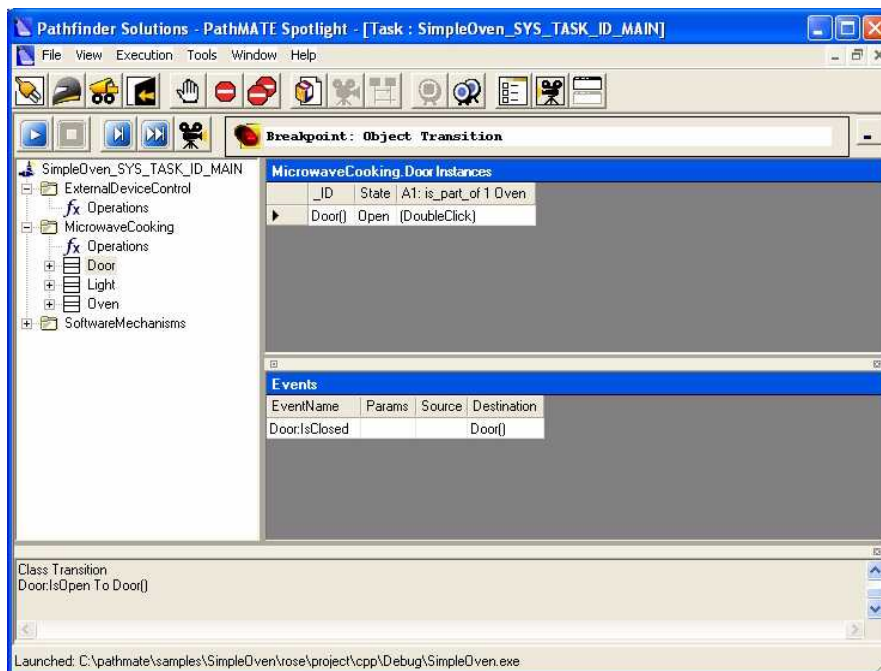 Pathfinder Solutions - PathMATE Spotlight - [Task : SimpleOven_SYS_TASK_ID_MAIN]
File View Execution Tools Window Help
Breakpoint: Object Transition
SimpleOven_SYS_TASK_ID_MAIN
ExternalDeviceControl
fx Operations
MicrowaveCooking
fx Operations
Door
Light
Oven
SoftwareMechanisms
MicrowaveCooking.Door Instances
_ID State A1: is_part_of 1 Oven
Door() Open (DoubleClick)
Events
EventName Params Source Destination
Door:IsClosed Door()
Class Transition
Door:IsOpen To Door()
Launched: C:\pathmate\samples\SimpleOven\rose\project\cpp\Debug\SimpleOven.exe